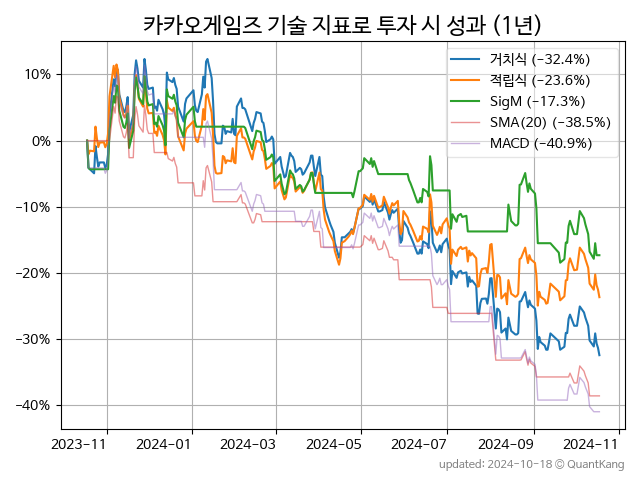 카카오게임즈 기술 지표로 투자 시 성과 (1년)
거치식 (−32.4%)
적립식 (−23.6%)
SigM (−17.3%)
SMA(20) (−38.5%)
MACD (−40.9%)
10%
0%
−10%
−20%
−30%
−40%
2023-11 2024-01 2024-03 2024-05 2024-07 2024-09 2024-11
updated: 2024-10-18 © QuantKang